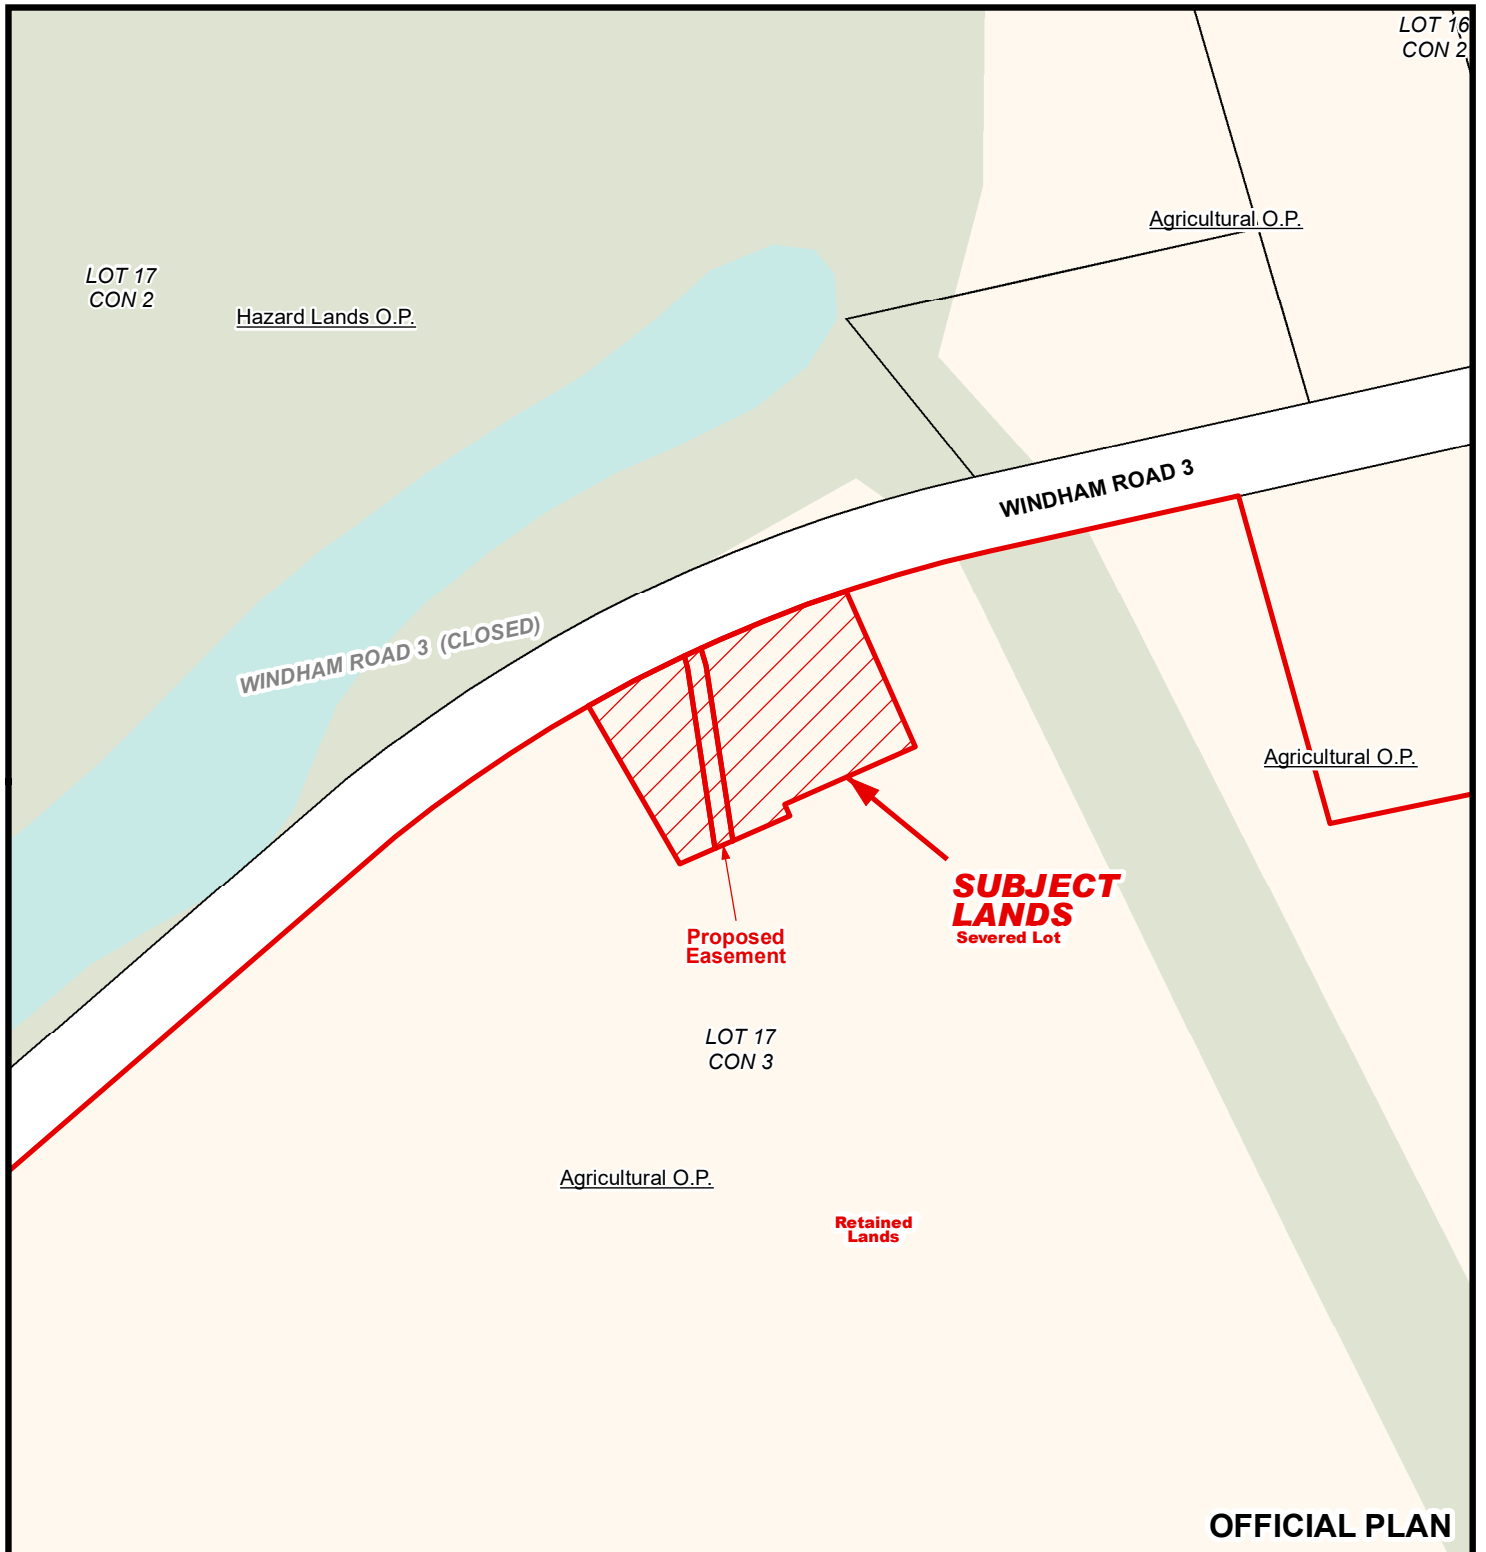 LOT 16
CON 2
Agricultural O.P.
LOT 17
CON 2
Hazard Lands O.P.
WINDHAM ROAD 3
WINDHAM ROAD 3 (CLOSED)
Agricultural O.P.
SUBJECT
LANDS
Severed Lot
Proposed
Easement
LOT 17
CON 3
Agricultural O.P.
Retained
Lands
OFFICIAL PLAN